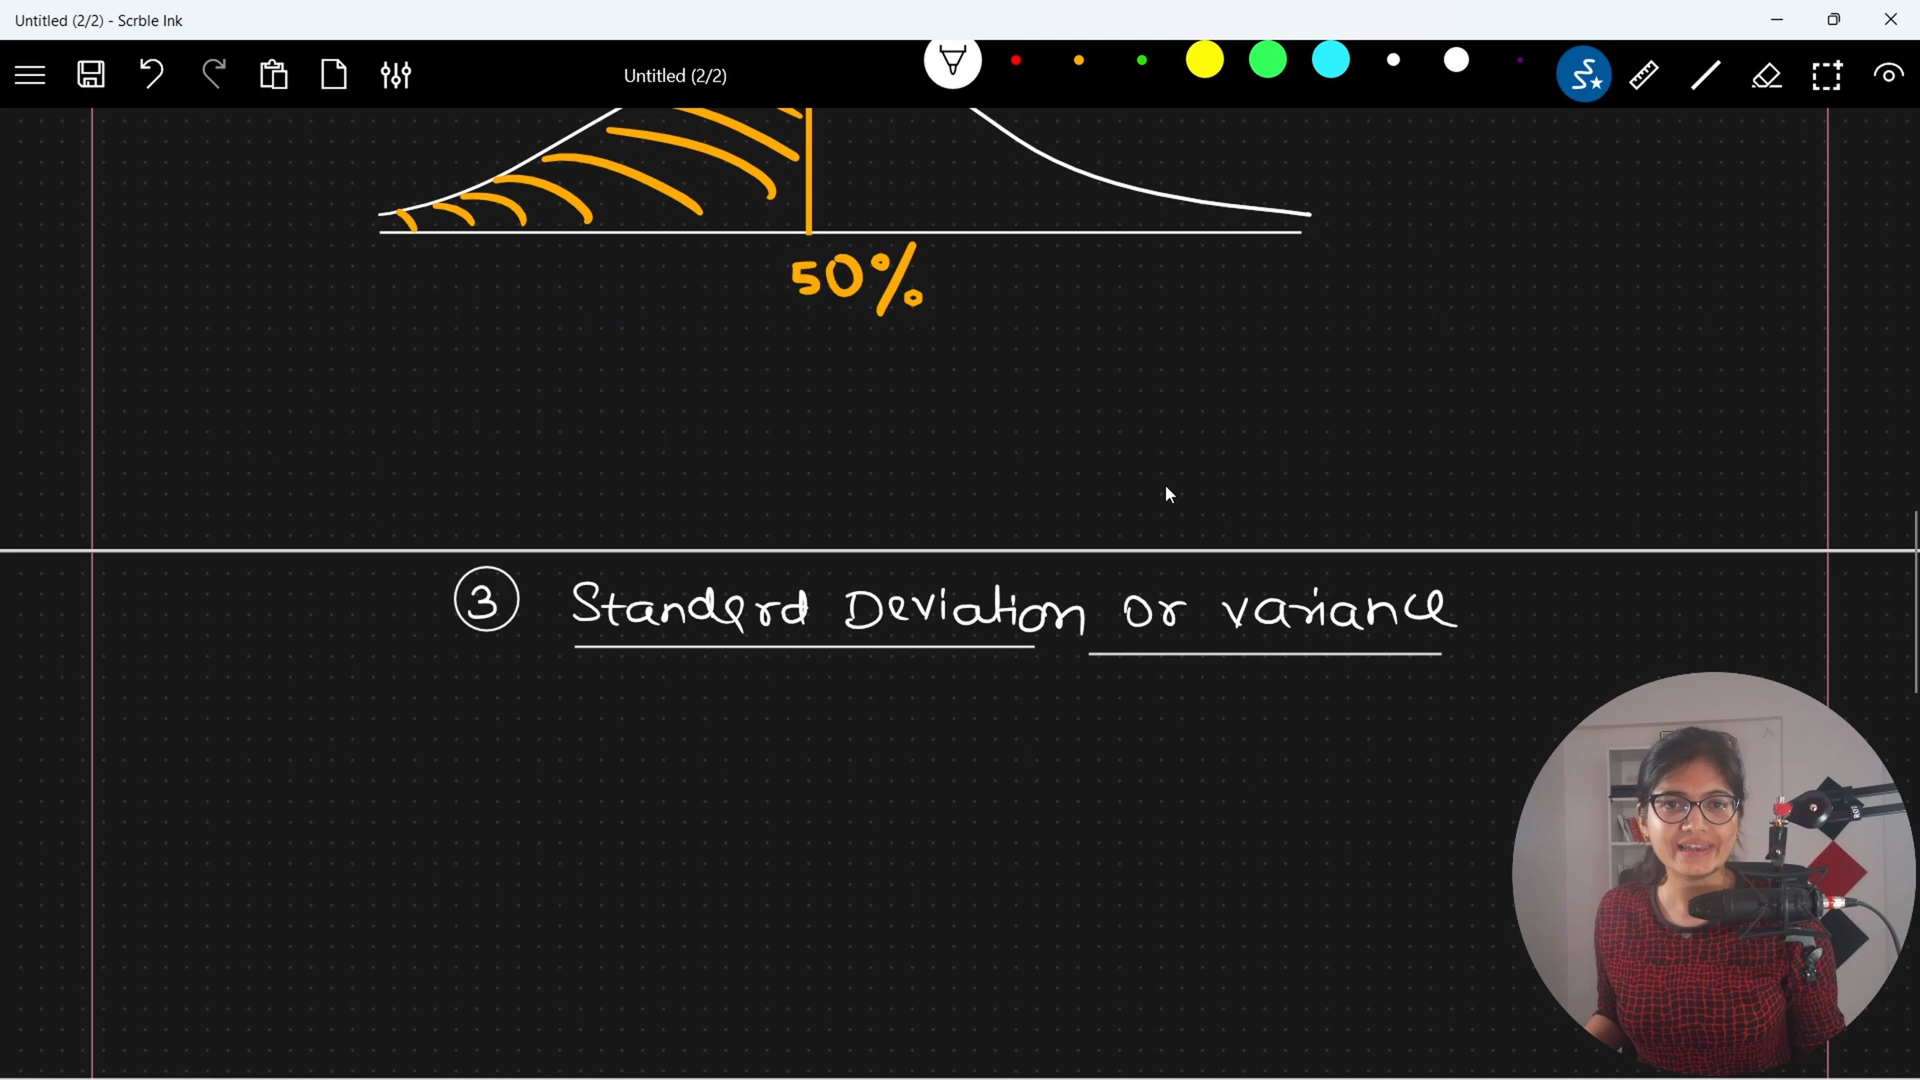 Untitled (2/2) - Scrble Ink
Untitled (2/2)
50%
3 Standerd Deviation or variance